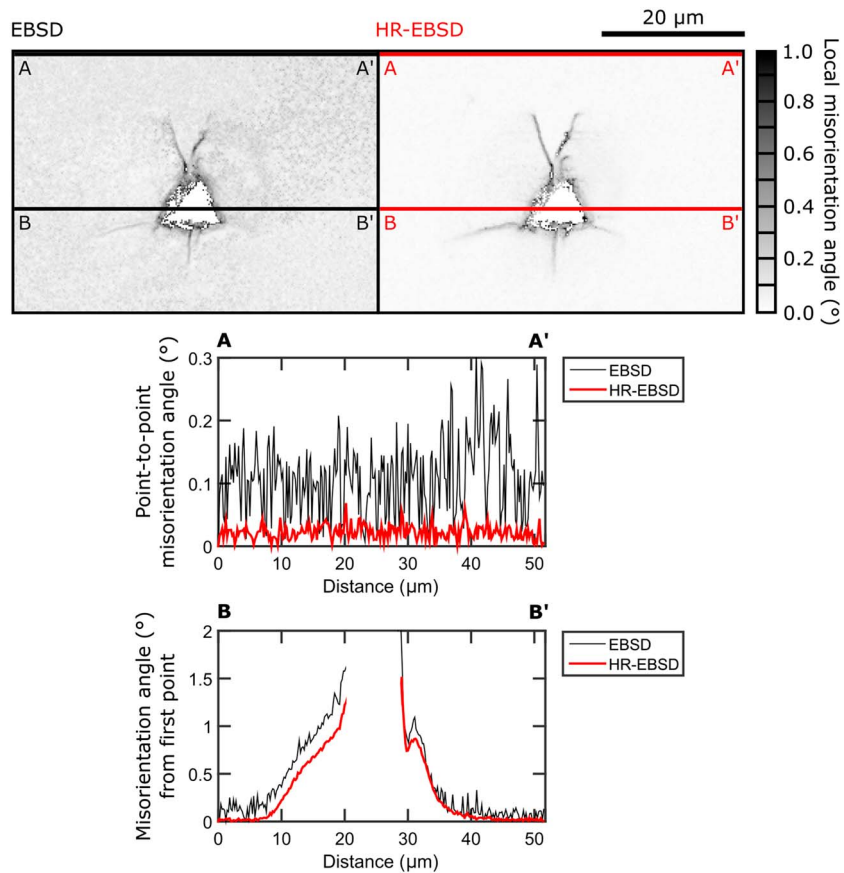 EBSD
HR-EBSD
20 µm
A
A'
A
A'
B
B'
B
B'
1.0
0.8
0.6
0.4
0.2
0.0
Local misorientation angle (°)
A
A'
Point-to-point
misorientation angle (°)
0.3
0.2
0.1
0
0
10
20
30
40
50
Distance (µm)
EBSD
HR-EBSD
B
B'
Misorientation angle (°)
from first point
2
1.5
1
0.5
0
0
10
20
30
40
50
Distance (µm)
EBSD
HR-EBSD